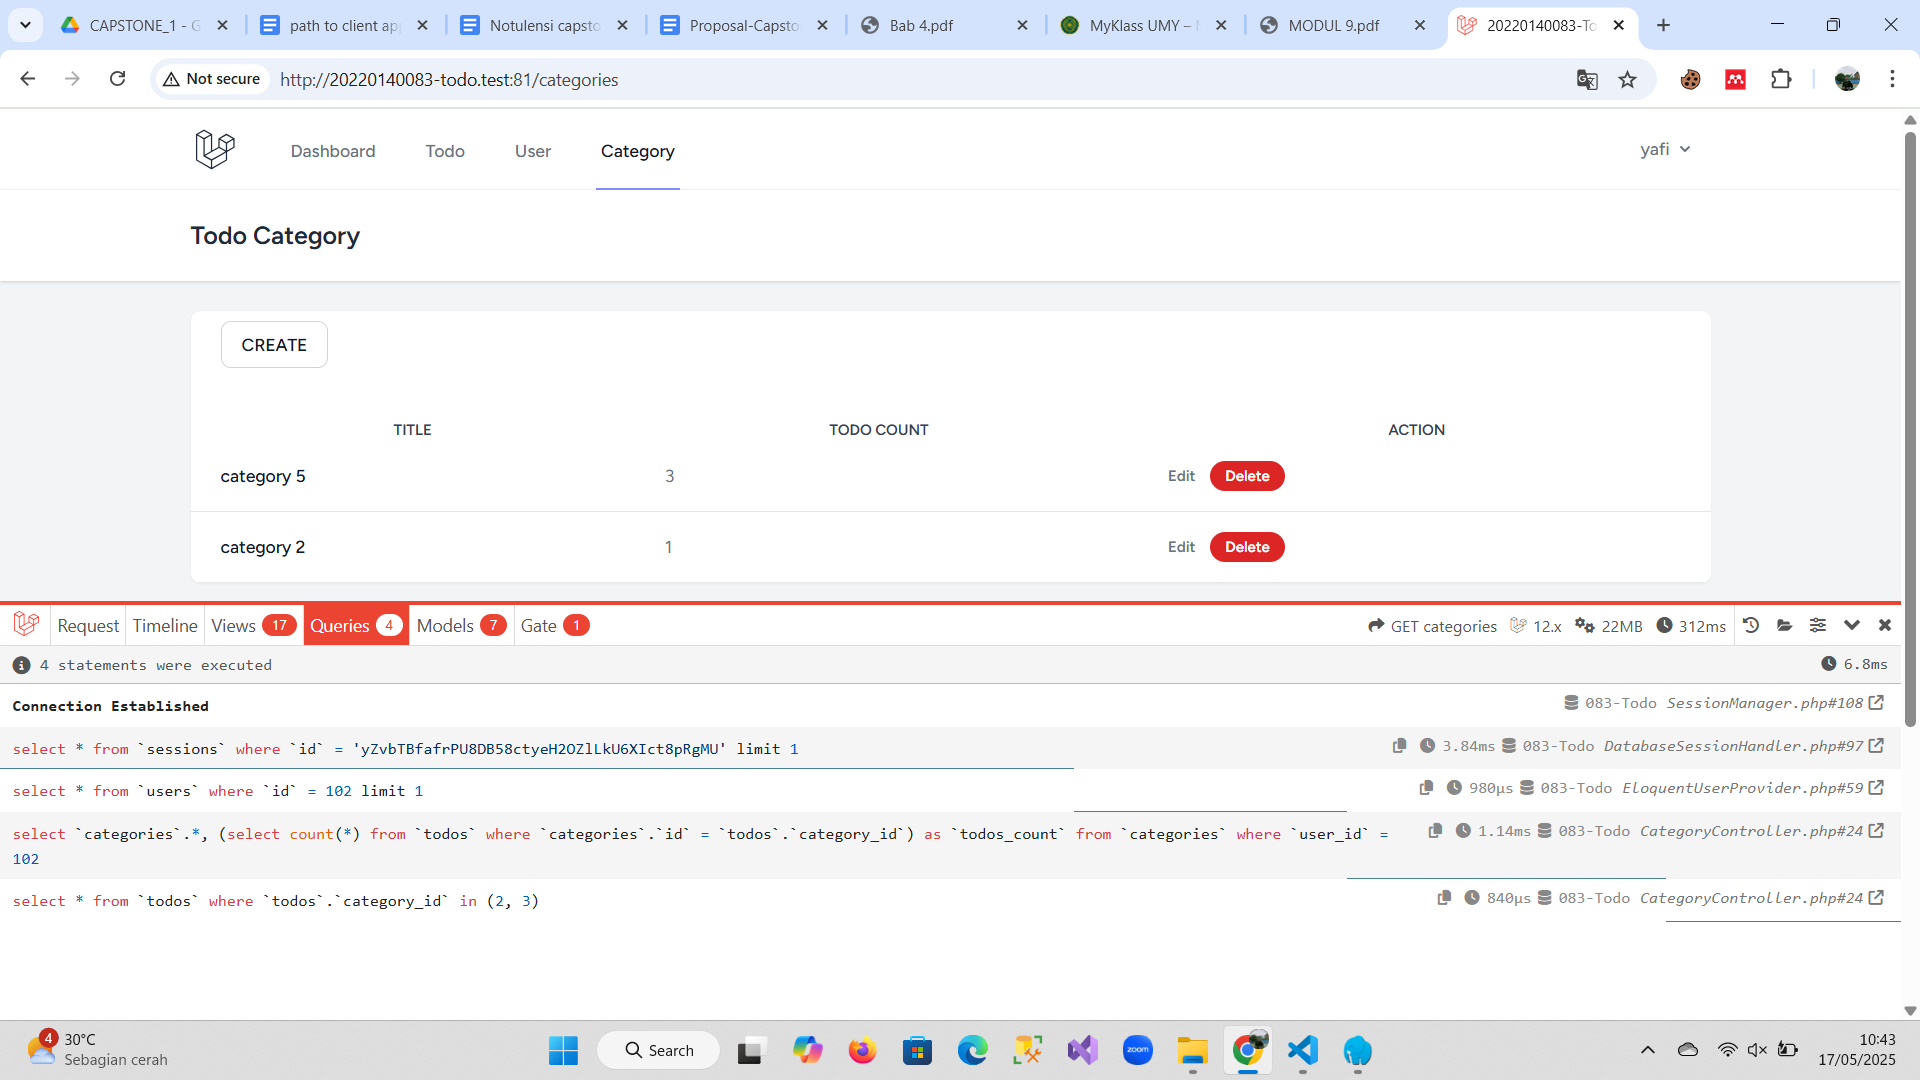 CAPSTONE_1 - G
path to client ap
Notulensi capsto
Proposal-Capsto
Bab 4.pdf
MyKlass UMY –
MODUL 9.pdf
20220140083-To
Not secure
http://20220140083-todo.test:81/categories
Dashboard
Todo
User
Category
yafi
Todo Category
CREATE
TITLE TODO COUNT ACTION
category 5 3 Edit Delete
category 2 1 Edit Delete
Request Timeline Views 17 Queries 4 Models 7 Gate 1 GET categories 12.x 22MB 312ms
4 statements were executed 6.8ms
Connection Established 083-Todo SessionManager.php#108
select * from `sessions` where `id` = 'yZvbTBfafrPU8DB58ctyeH2OZlLkU6XIct8pRgMU' limit 1 3.84ms 083-Todo DatabaseSessionHandler.php#97
select * from `users` where `id` = 102 limit 1 980μs 083-Todo EloquentUserProvider.php#59
select `categories`.*, (select count(*) from `todos` where `categories`.`id` = `todos`.`category_id`) as `todos_count` from `categories` where `user_id` = 1.14ms 083-Todo CategoryController.php#24
102
select * from `todos` where `todos`.`category_id` in (2, 3) 840μs 083-Todo CategoryController.php#24
4
30°C
Sebagian cerah
Search
zoom
10:43
17/05/2025